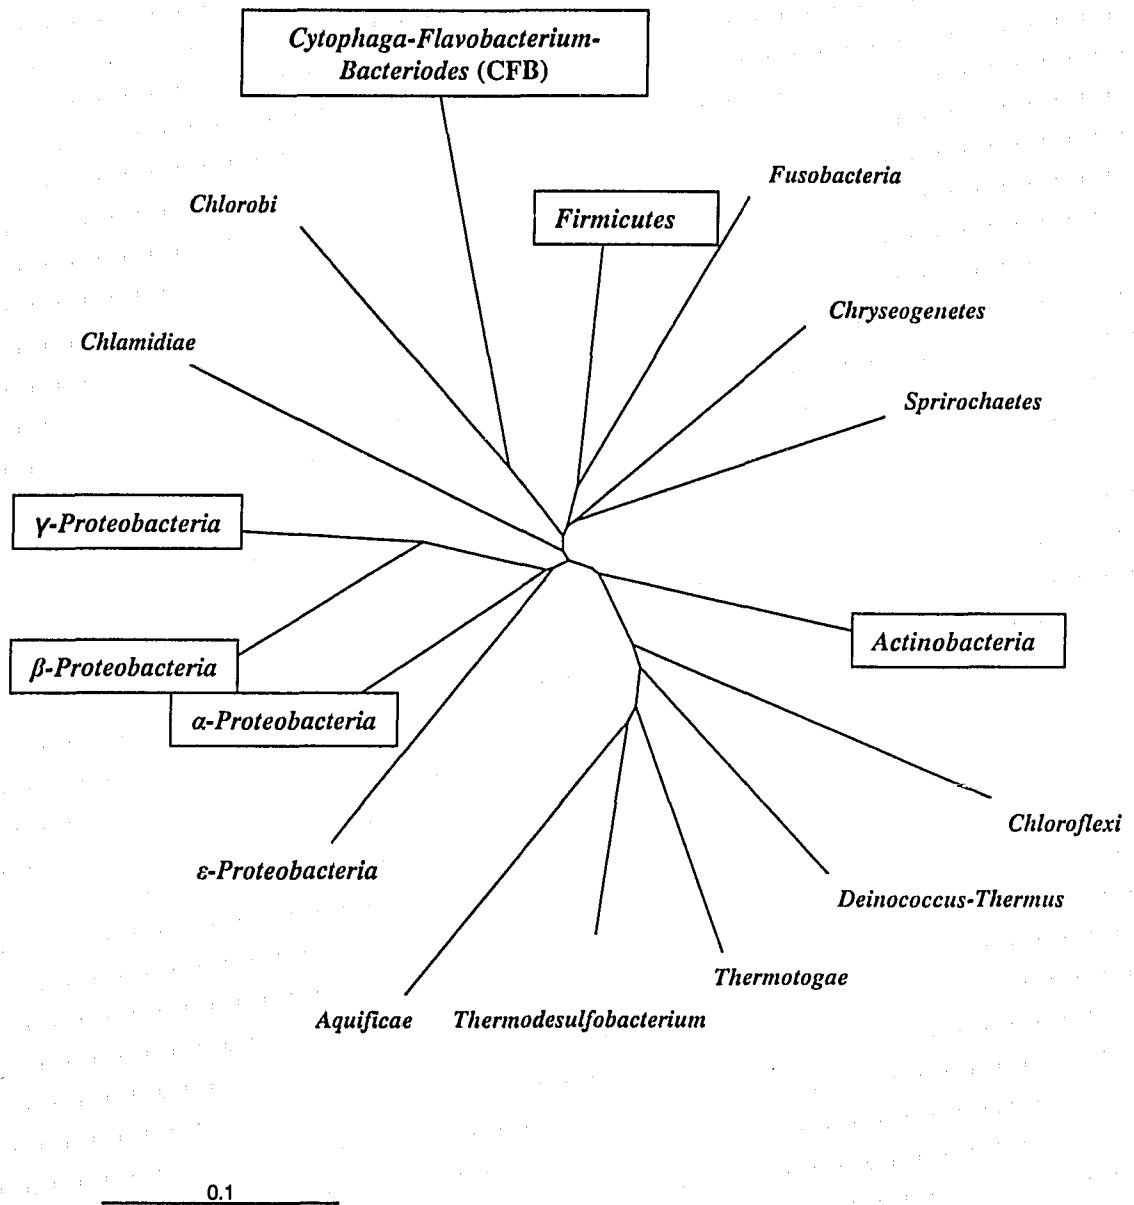 Cytophaga-Flavobacterium-
Bacteriodes (CFB)
Fusobacteria
Chlorobi
Firmicutes
Chryseogenetes
Chlamidiae
Sprirochaetes
γ-Proteobacteria
Actinobacteria
β-Proteobacteria
α-Proteobacteria
Chloroflexi
ε-Proteobacteria
Deinococcus-Thermus
Thermotogae
Aquificae Thermodesulfobacterium
0.1